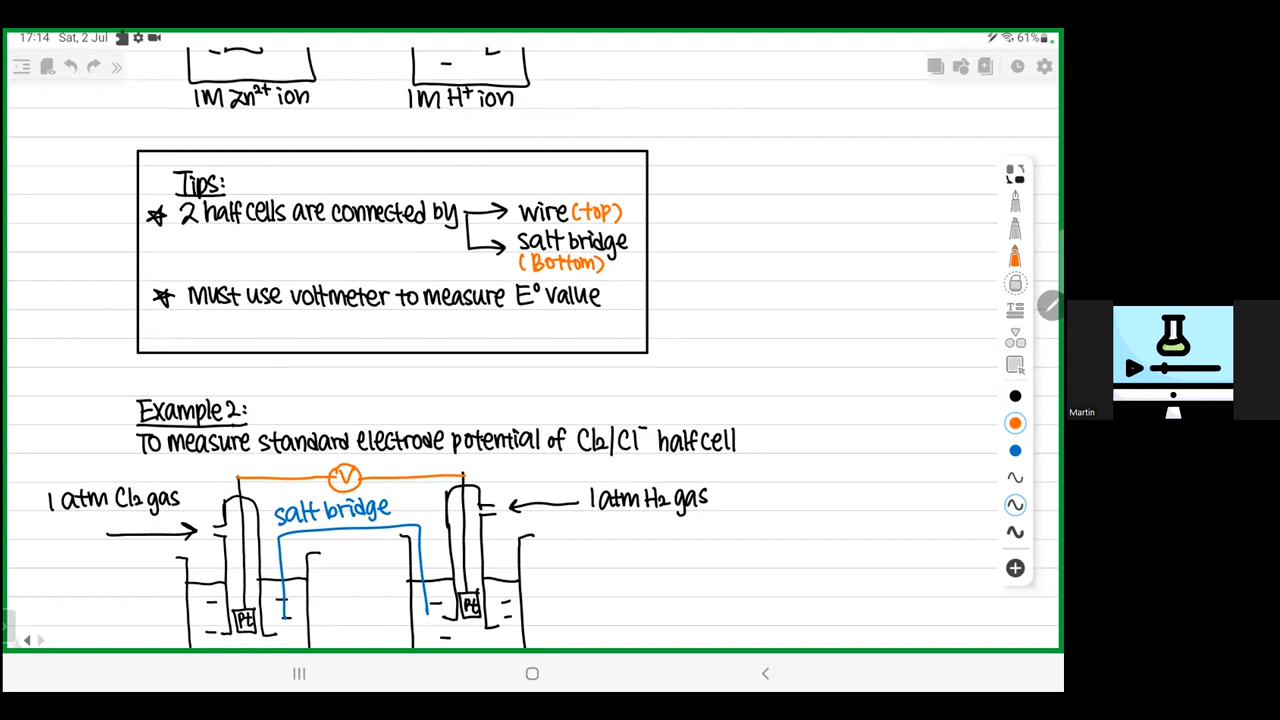 17:14 Sat, 2 Jul
61%
1M Zn²⁺ ion
1M H⁺ ion
Tips:
☆ 2 half cells are connected by → wire (top)
→ salt bridge
(Bottom)
☆ Must use voltmeter to measure E° value
Example 2:
To measure standard electrode potential of Cl₂/Cl⁻ half cell
V
1 atm Cl₂ gas
salt bridge
1 atm H₂ gas
Pt
Pt
Martin